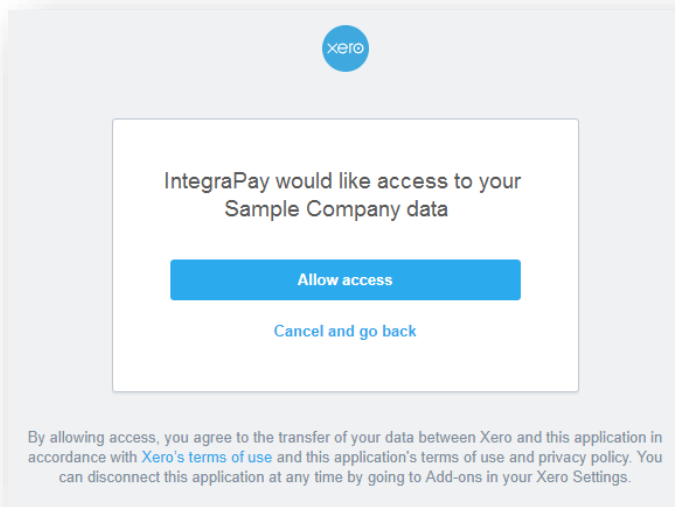 xero
IntegraPay would like access to your
Sample Company data
Allow access
Cancel and go back
By allowing access, you agree to the transfer of your data between Xero and this application in
accordance with Xero's terms of use and this application's terms of use and privacy policy. You
can disconnect this application at any time by going to Add-ons in your Xero Settings.